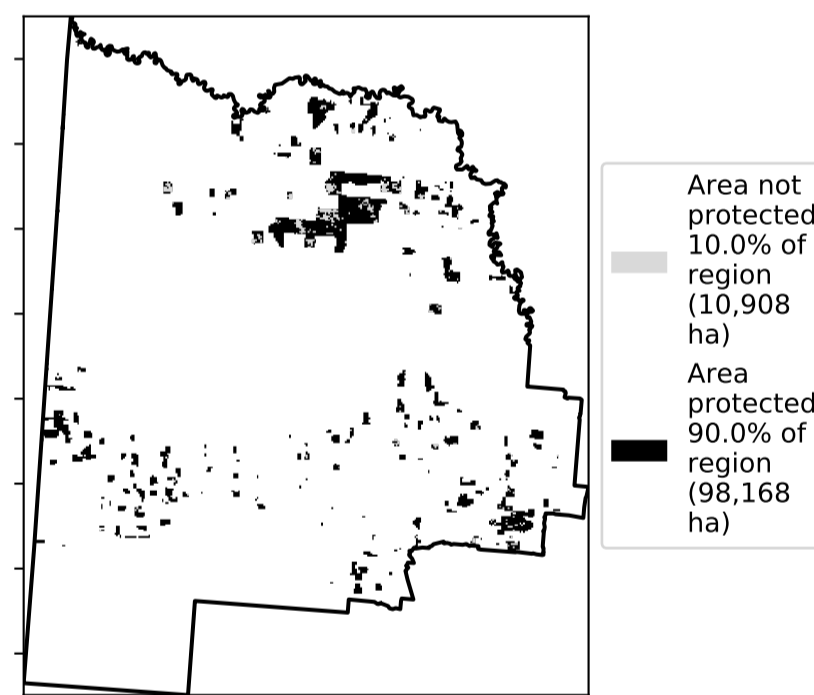 Area not
protected
10.0% of
region
(10,908
ha)
Area
protected
90.0% of
region
(98,168
ha)